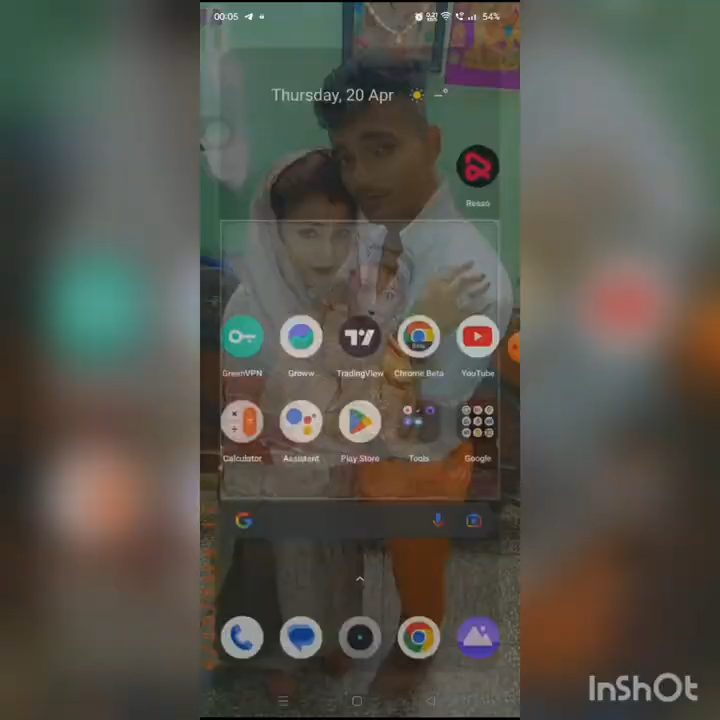 00:05 54%
Thursday, 20 Apr
Resso
GreenVPN Groww TradingView Chrome Beta YouTube
Calculator Assistant Play Store Tools Google
InShOt